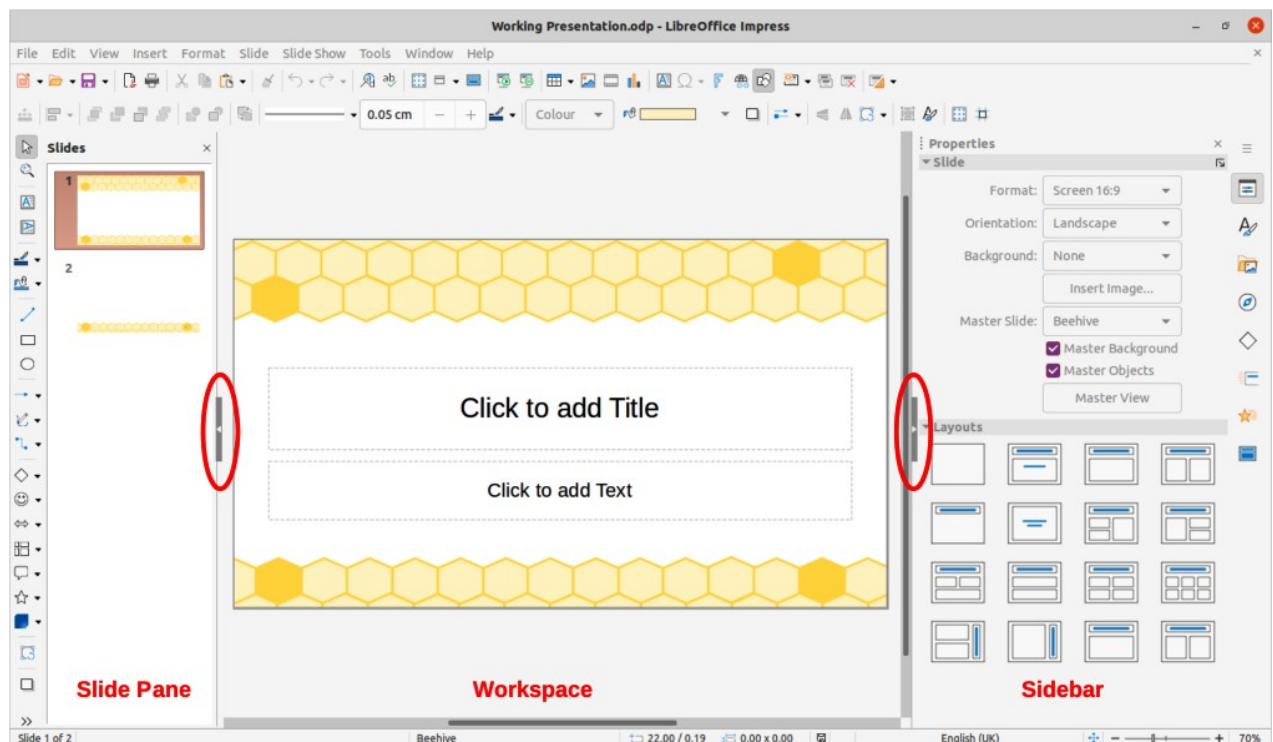 Working Presentation.odp - LibreOffice Impress
File Edit View Insert Format Slide Slide Show Tools Window Help
0.05 cm
Colour
Slides
1
2
Slide Pane
Click to add Title
Click to add Text
Workspace
Properties
Slide
Format: Screen 16:9
Orientation: Landscape
Background: None
Insert Image...
Master Slide: Beehive
Master Background
Master Objects
Master View
Layouts
Sidebar
Slide 1 of 2 Beehive 22.00 / 0.19 0.00 x 0.00 English (UK) 70%